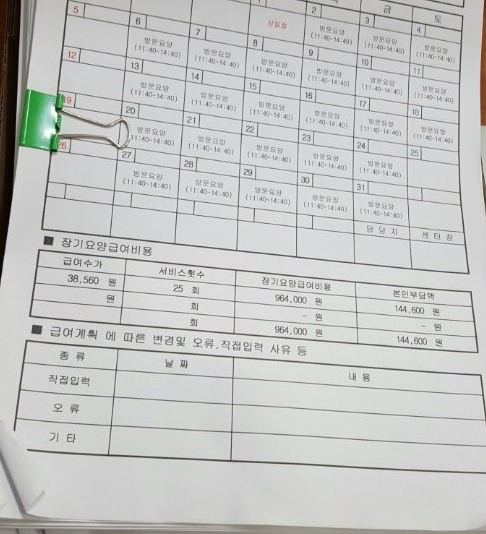 금 토
1 2 3 4
삼일절 방문요양 방문요양 방문요양
(11:40-14:40) (11:40-14:40) (11:40-14:40)
5 6 7 8 9 10 11
방문요양 방문요양 방문요양 방문요양 방문요양 방문요양
(11:40-14:40) (11:40-14:40) (11:40-14:40) (11:40-14:40) (11:40-14:40) (11:40-14:40)
12 13 14 15 16 17 18
방문요양 방문요양 방문요양 방문요양 방문요양 방문요양
(11:40-14:40) (11:40-14:40) (11:40-14:40) (11:40-14:40) (11:40-14:40) (11:40-14:40)
19 20 21 22 23 24 25
방문요양 방문요양 방문요양 방문요양 방문요양
(11:40-14:40) (11:40-14:40) (11:40-14:40) (11:40-14:40) (11:40-14:40)
26 27 28 29 30 31
방문요양 방문요양 방문요양 방문요양 방문요양
(11:40-14:40) (11:40-14:40) (11:40-14:40) (11:40-14:40) (11:40-14:40)
담당자 센터장
■ 장기요양급여비용
급여수가 서비스횟수 장기요양급여비용 본인부담액
38,560 원 25 회 964,000 원 144,600 원
원 회 - 원 - 원
회 964,000 원 144,600 원
■ 급여계획 에 따른 변경및 오류,직접입력 사유 등
종 류 날 짜 내 용
직접입력
오 류
기 타